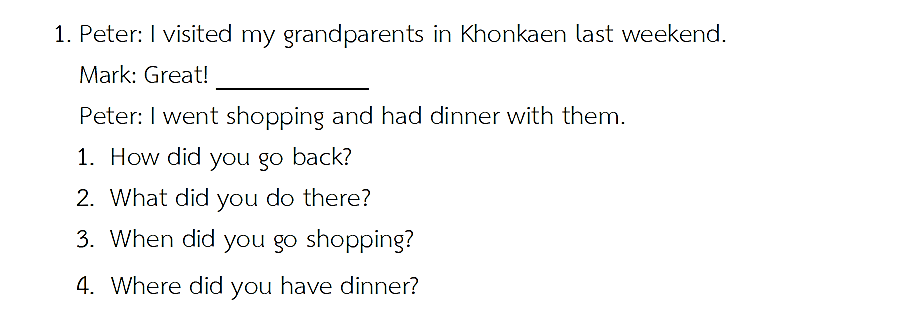 1. Peter: I visited my grandparents in Khonkaen last weekend.
Mark: Great! ____________
Peter: I went shopping and had dinner with them.
1. How did you go back?
2. What did you do there?
3. When did you go shopping?
4. Where did you have dinner?